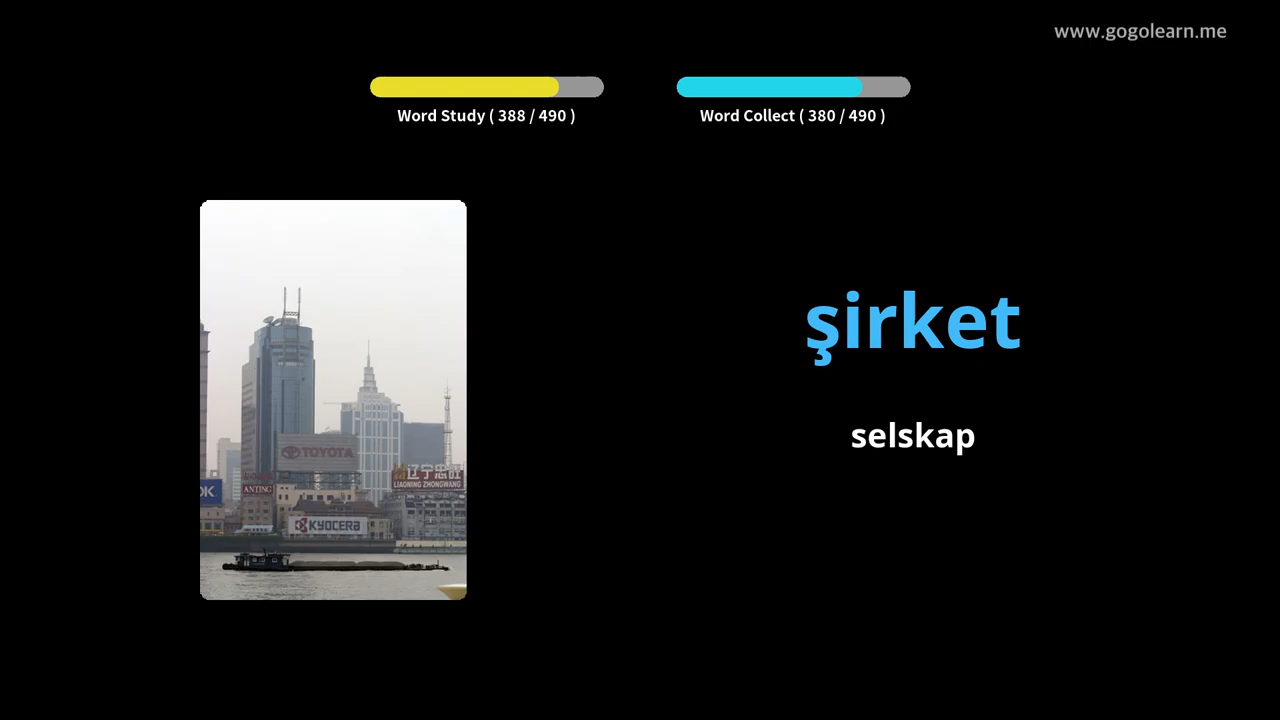 www.gogolearn.me
Word Study ( 388 / 490 )
Word Collect ( 380 / 490 )
şirket
selskap
TOYOTA
辽宁忠旺
LIAONING ZHONGWANG
OK
ANTING
KYOCERA